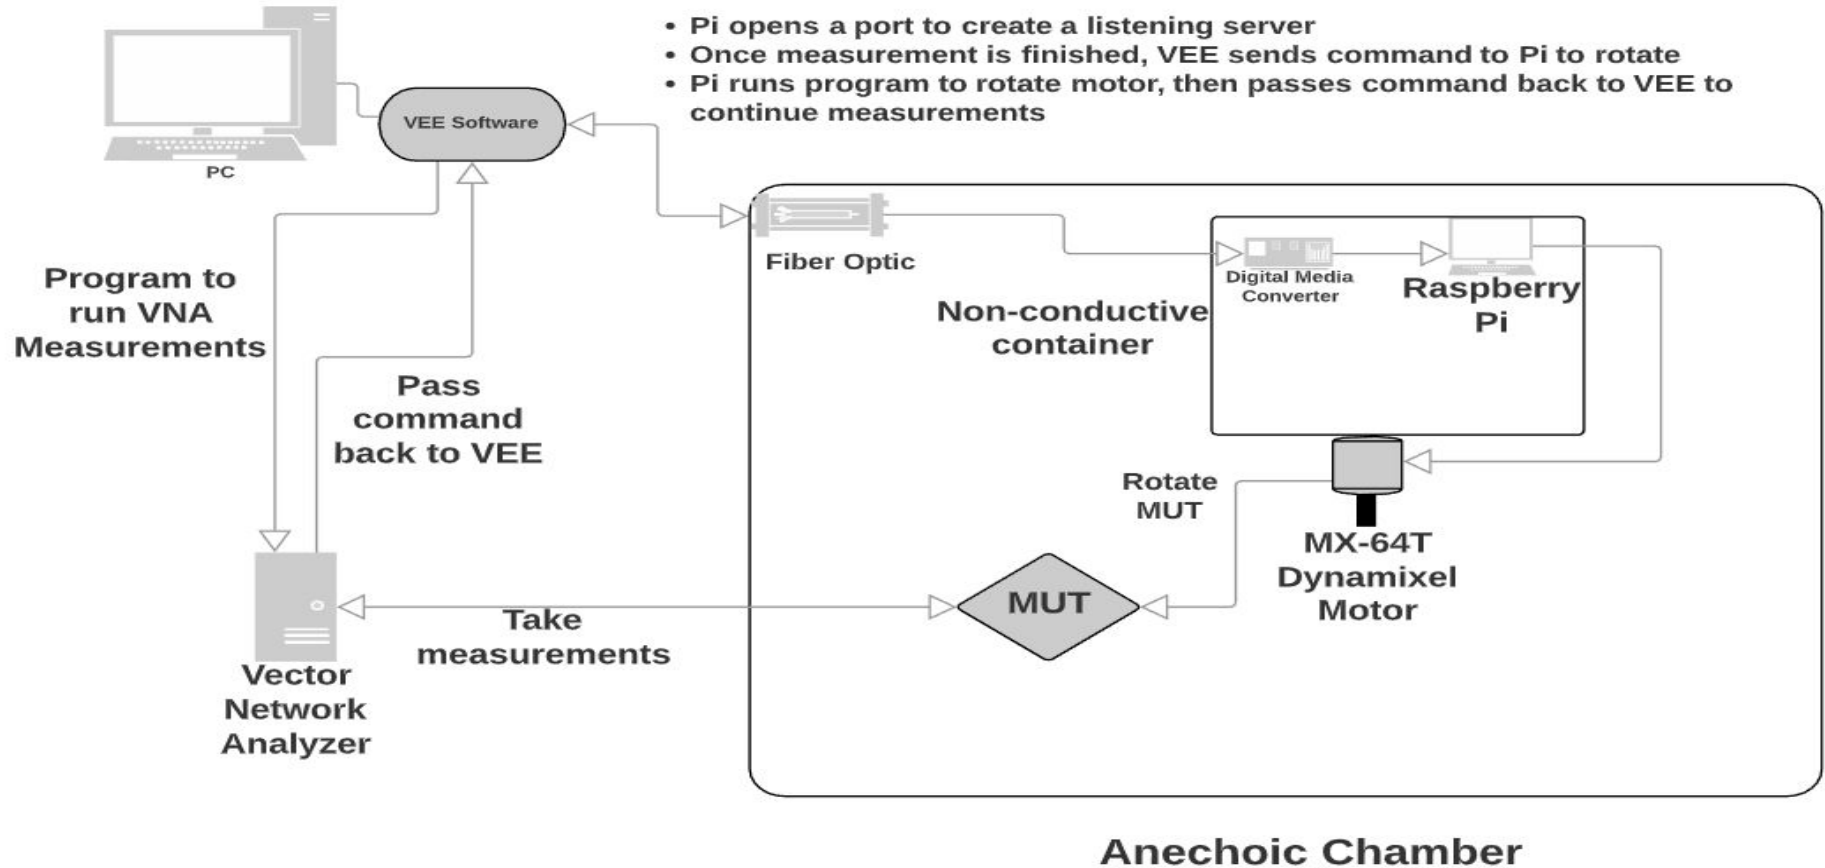 • Pi opens a port to create a listening server
• Once measurement is finished, VEE sends command to Pi to rotate
• Pi runs program to rotate motor, then passes command back to VEE to
continue measurements
VEE Software
PC
Fiber Optic
Digital Media
Converter
Raspberry
Pi
Non-conductive
container
Program to
run VNA
Measurements
Pass
command
back to VEE
Rotate
MUT
MX-64T
Dynamixel
Motor
MUT
Take
measurements
Vector
Network
Analyzer
Anechoic Chamber